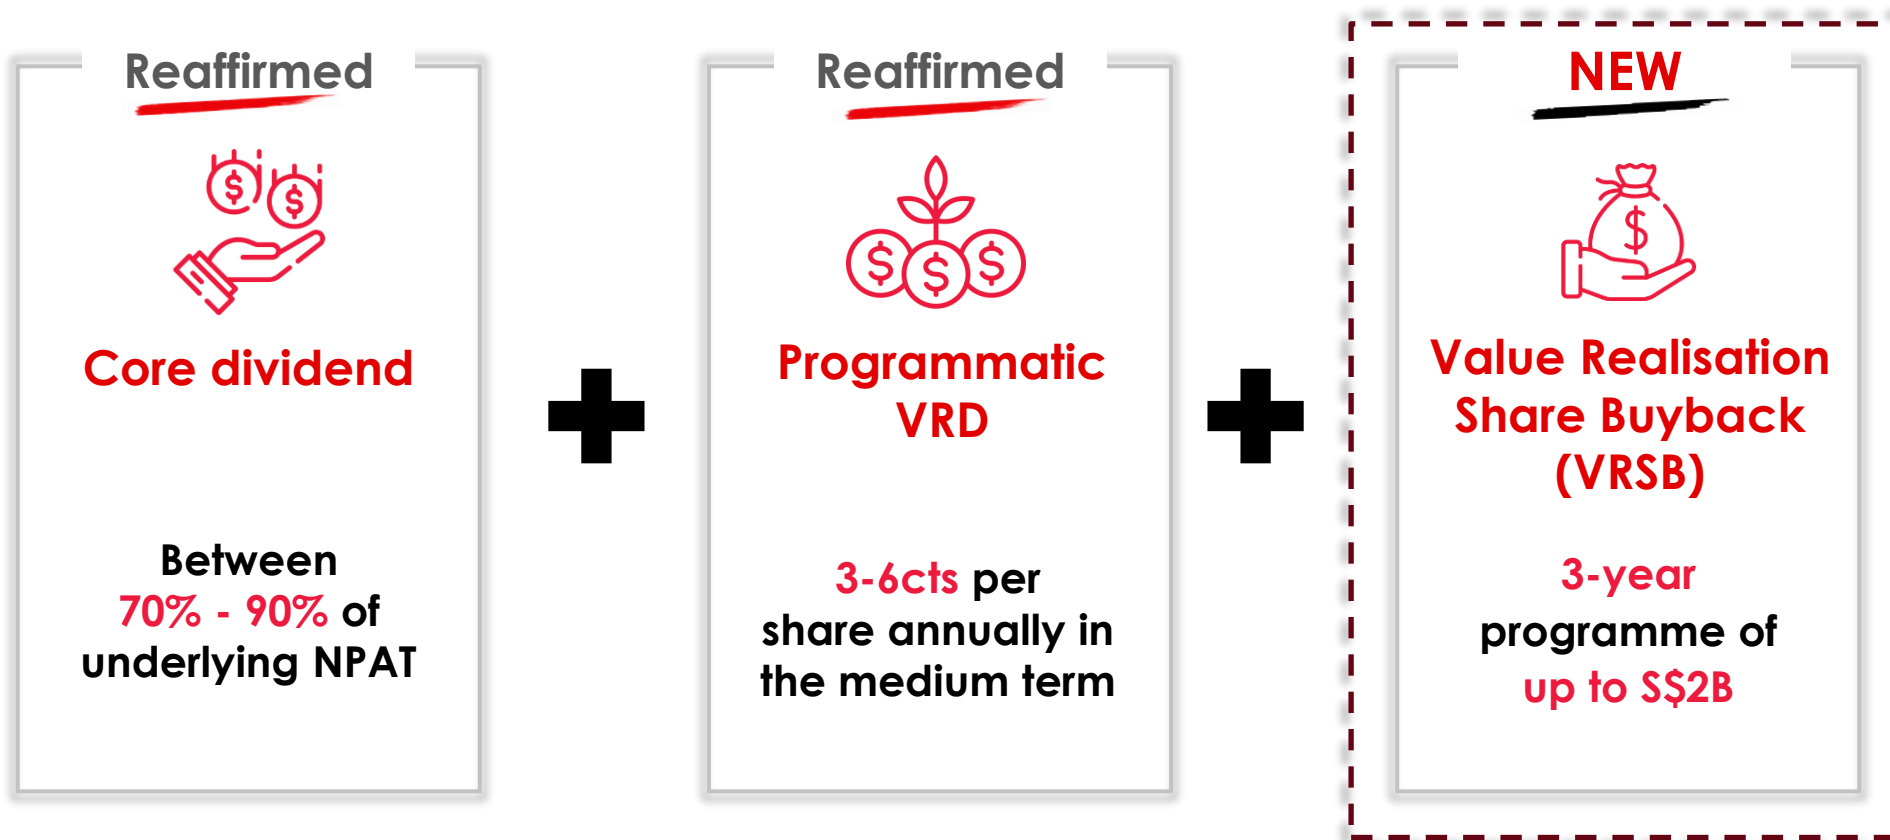 Reaffirmed
Core dividend
Between
70% - 90% of
underlying NPAT
Reaffirmed
Programmatic
VRD
3-6cts per
share annually in
the medium term
NEW
Value Realisation
Share Buyback
(VRSB)
3-year
programme of
up to S$2B